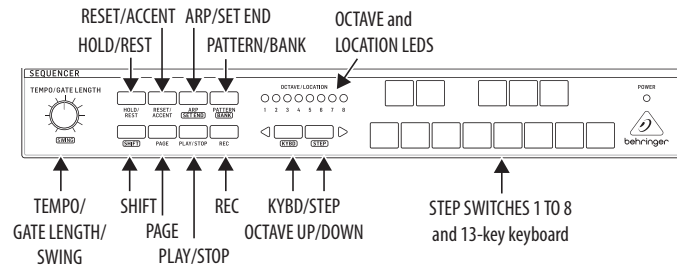 RESET/ACCENT ARP/SET END OCTAVE and
HOLD/REST PATTERN/BANK LOCATION LEDS
SEQUENCER
TEMPO/GATE LENGTH
SWING
HOLD/
REST
RESET/
ACCENT
ARP
SET END
PATTERN
BANK
SHIFT PAGE PLAY/STOP REC
OCTAVE/LOCATION
1 2 3 4 5 6 7 8
KYBD STEP
POWER
behringer
TEMPO/
GATE LENGTH/
SWING
SHIFT
PAGE
PLAY/STOP
REC
KYBD/STEP
OCTAVE UP/DOWN
STEP SWITCHES 1 TO 8
and 13-key keyboard